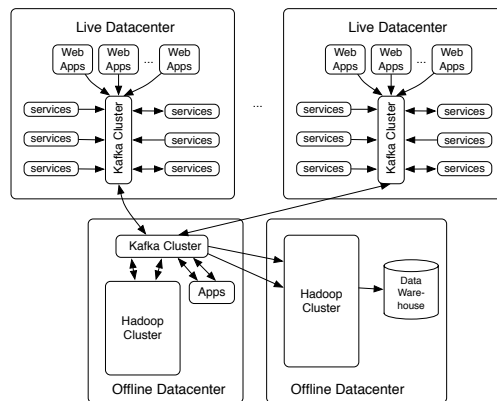 Live Datacenter
Web
Apps
Web
Apps
...
Web
Apps
services
services
services
Kafka Cluster
services
services
services
...
Live Datacenter
Web
Apps
Web
Apps
...
Web
Apps
services
services
services
Kafka Cluster
services
services
services
Kafka Cluster
Hadoop
Cluster
Apps
Offline Datacenter
Hadoop
Cluster
Data
Ware-
house
Offline Datacenter